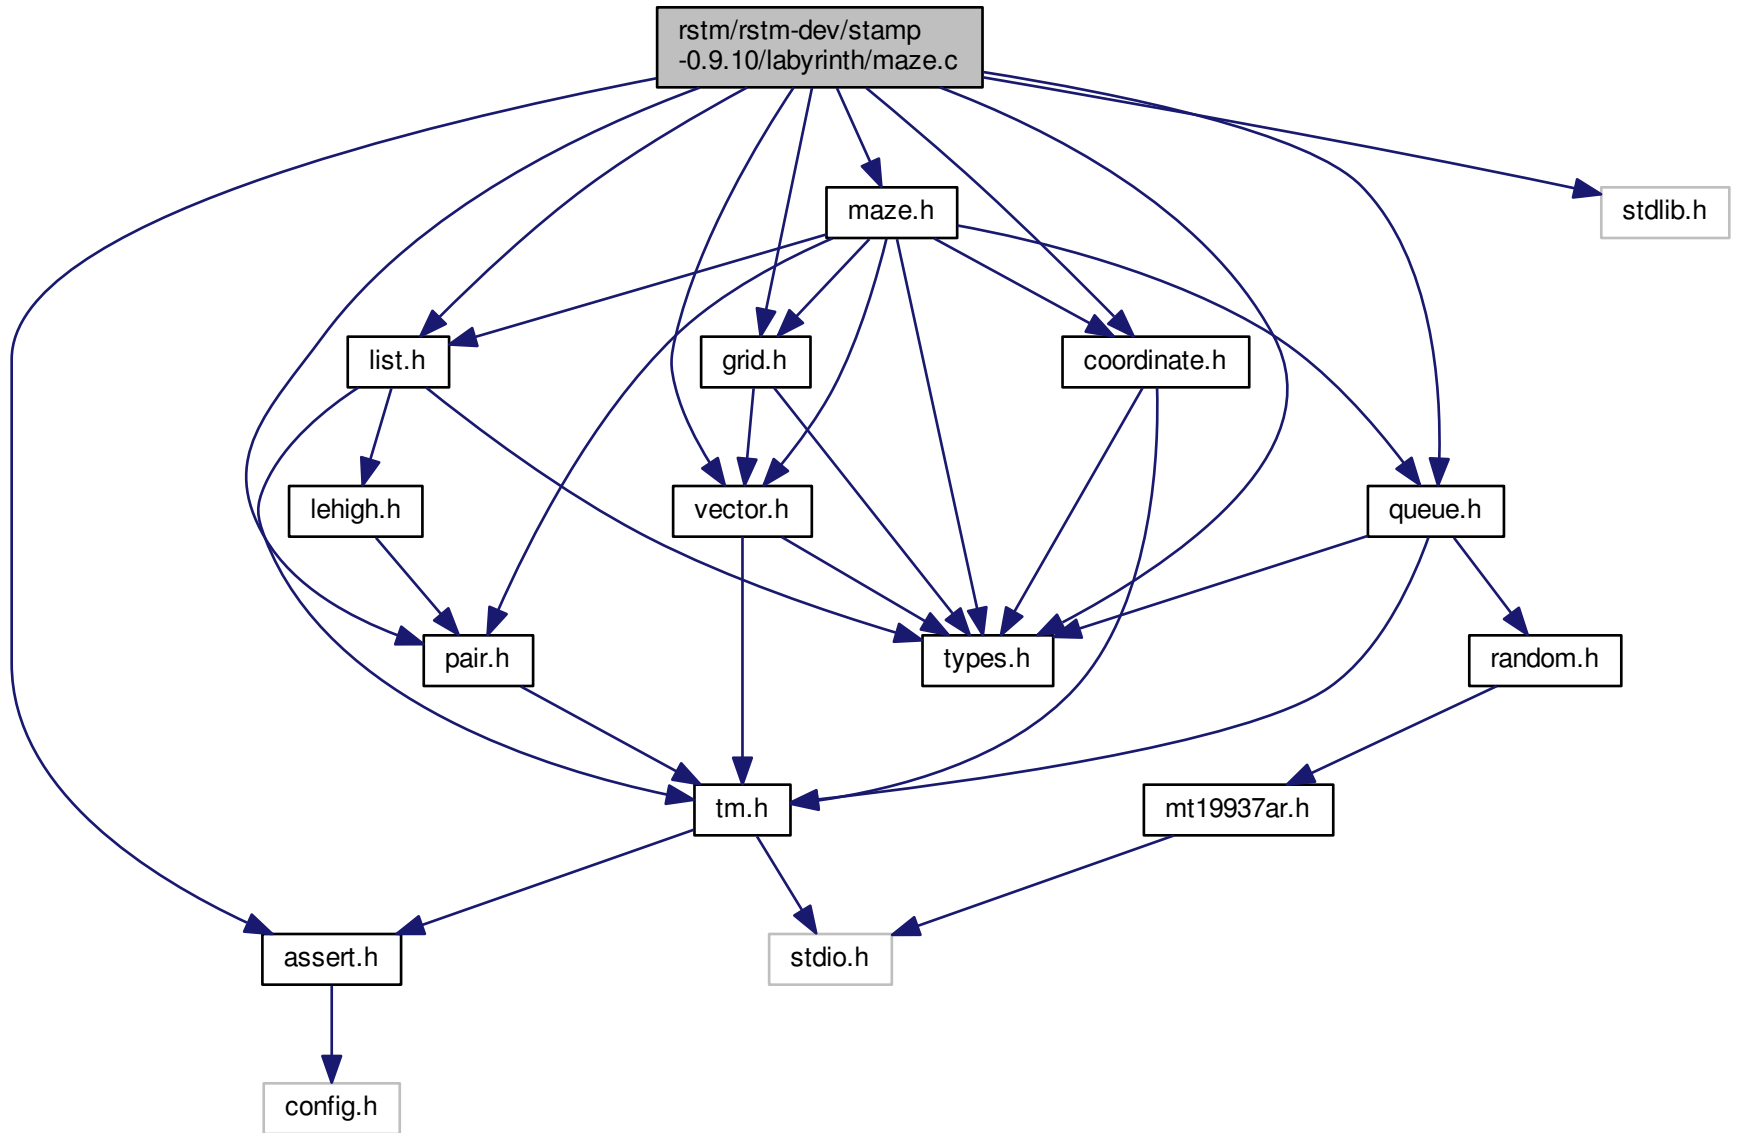 rstm/rstm-dev/stamp
-0.9.10/labyrinth/maze.c
maze.h
stdlib.h
list.h
grid.h
coordinate.h
lehigh.h
vector.h
queue.h
pair.h
types.h
random.h
tm.h
mt19937ar.h
assert.h
stdio.h
config.h